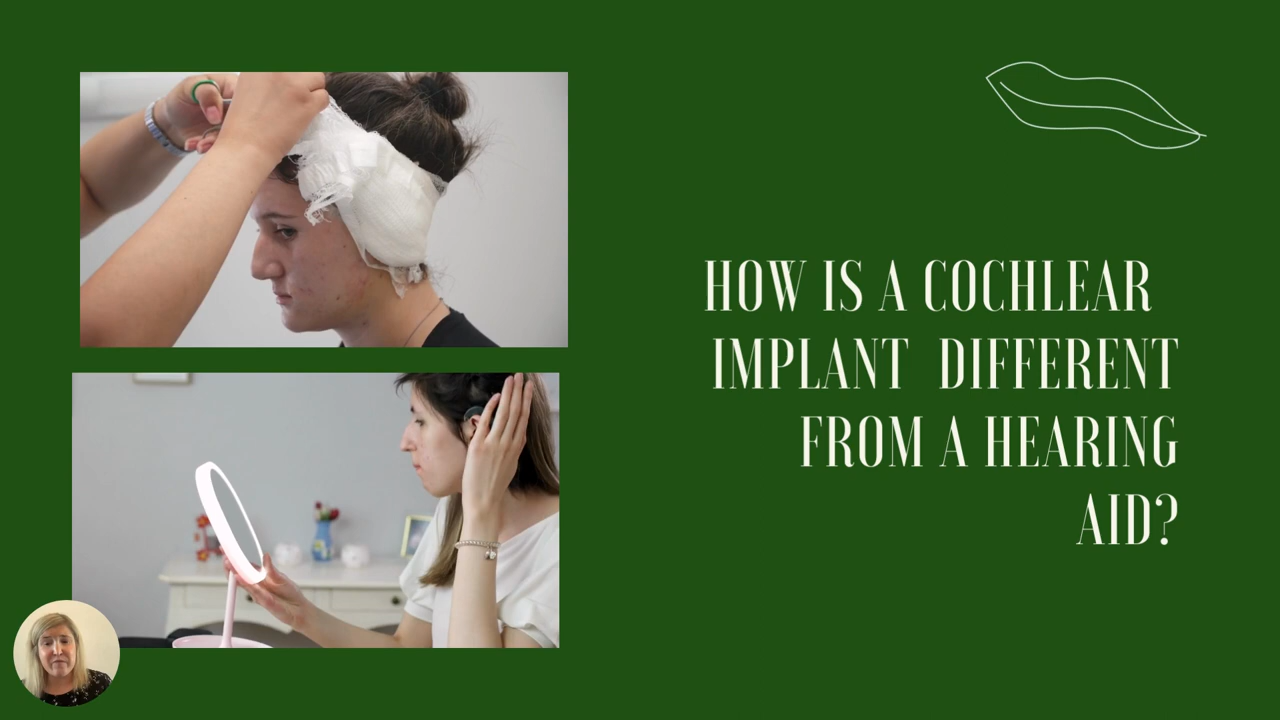 HOW IS A COCHLEAR
IMPLANT DIFFERENT
FROM A HEARING
AID?